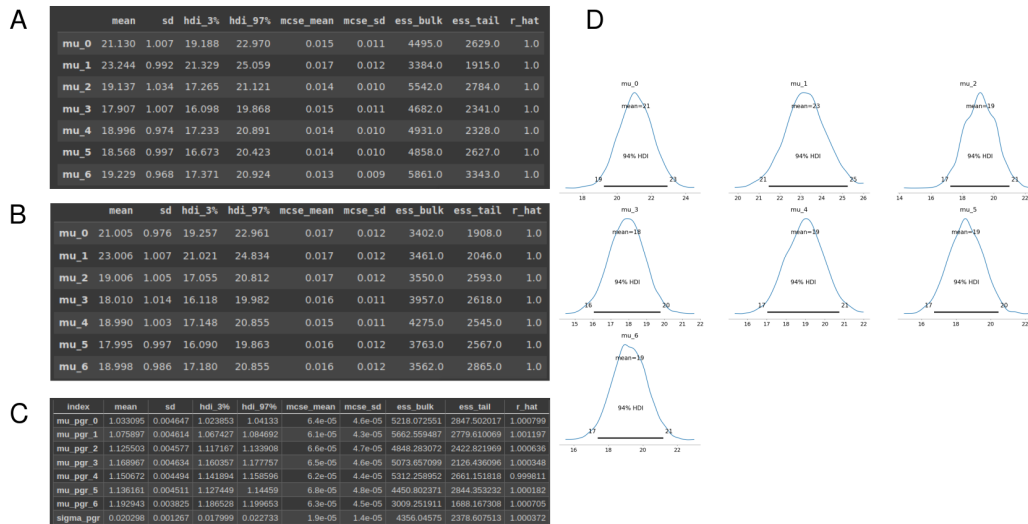 A
mean sd hdi_3% hdi_97% mcse_mean mcse_sd ess_bulk ess_tail r_hat
mu_0 21.130 1.007 19.188 22.970 0.015 0.011 4495.0 2629.0 1.0
mu_1 23.244 0.992 21.329 25.059 0.017 0.012 3384.0 1915.0 1.0
mu_2 19.137 1.034 17.265 21.121 0.014 0.010 5542.0 2784.0 1.0
mu_3 17.907 1.007 16.098 19.868 0.015 0.011 4682.0 2341.0 1.0
mu_4 18.996 0.974 17.233 20.891 0.014 0.010 4931.0 2328.0 1.0
mu_5 18.568 0.997 16.673 20.423 0.014 0.010 4858.0 2627.0 1.0
mu_6 19.229 0.968 17.371 20.924 0.013 0.009 5861.0 3343.0 1.0
B
mean sd hdi_3% hdi_97% mcse_mean mcse_sd ess_bulk ess_tail r_hat
mu_0 21.005 0.976 19.257 22.961 0.017 0.012 3402.0 1908.0 1.0
mu_1 23.006 1.007 21.021 24.834 0.017 0.012 3461.0 2046.0 1.0
mu_2 19.006 1.005 17.055 20.812 0.017 0.012 3550.0 2593.0 1.0
mu_3 18.010 1.014 16.118 19.982 0.016 0.011 3957.0 2618.0 1.0
mu_4 18.990 1.003 17.148 20.855 0.015 0.011 4275.0 2545.0 1.0
mu_5 17.995 0.997 16.090 19.863 0.016 0.012 3763.0 2567.0 1.0
mu_6 18.998 0.986 17.180 20.855 0.016 0.012 3562.0 2865.0 1.0
C
index mean sd hdi_3% hdi_97% mcse_mean mcse_sd ess_bulk ess_tail r_hat
mu_pgr_0 1.033095 0.004647 1.023853 1.04133 6.4e-05 4.6e-05 5218.072551 2847.502017 1.000799
mu_pgr_1 1.075897 0.004614 1.067427 1.084692 6.1e-05 4.3e-05 5662.559487 2779.610069 1.001197
mu_pgr_2 1.125503 0.004577 1.117167 1.133908 6.6e-05 4.7e-05 4848.283072 2422.821969 1.000636
mu_pgr_3 1.168967 0.004634 1.160357 1.177757 6.5e-05 4.6e-05 5073.657099 2126.436096 1.000348
mu_pgr_4 1.150672 0.004494 1.141894 1.158596 6.2e-05 4.4e-05 5312.258952 2661.151818 0.999811
mu_pgr_5 1.136161 0.004511 1.127449 1.14459 6.8e-05 4.8e-05 4450.802371 2844.353232 1.000182
mu_pgr_6 1.192943 0.003825 1.186528 1.199653 6.3e-05 4.5e-05 3009.251911 1688.167308 1.000705
sigma_pgr 0.020298 0.001267 0.017999 0.022733 1.9e-05 1.4e-05 4356.04575 2378.607513 1.000372
D
mu_0 mu_1 mu_2
mean=21 mean=23 mean=19
94% HDI 94% HDI 94% HDI
19 23 21 25 17 21
18 20 22 24 20 21 22 23 24 25 26 14 16 18 20 22
mu_3 mu_4 mu_5
mean=18 mean=19 mean=19
94% HDI 94% HDI 94% HDI
16 20 17 21 17 20
15 16 17 18 19 20 21 22 16 17 18 19 20 21 22 16 18 20 22
mu_6
mean=19
94% HDI
17 21
16 18 20 22